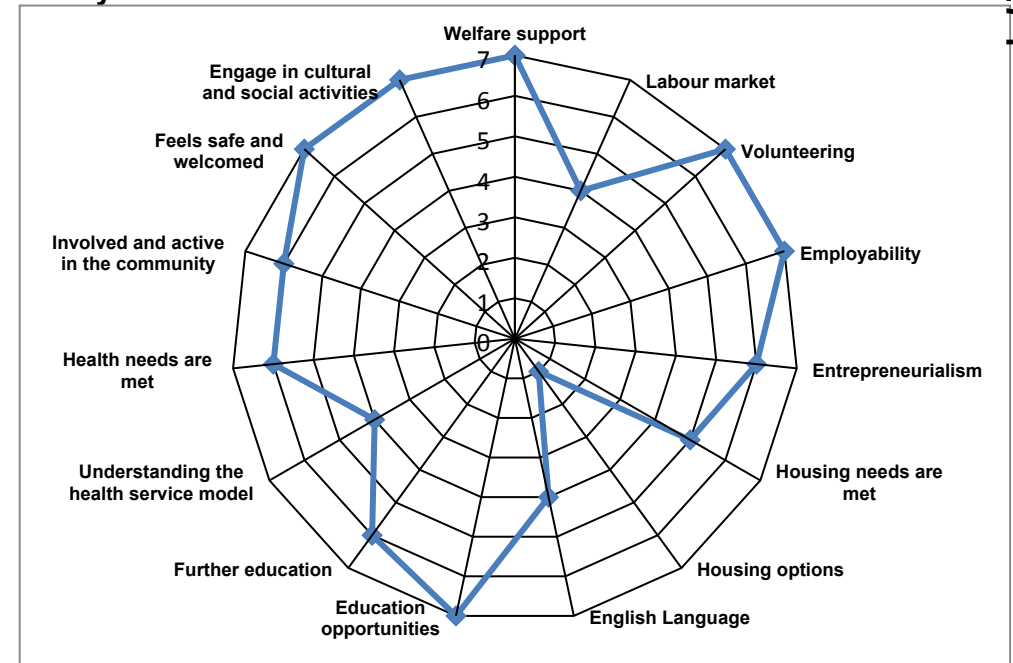 Welfare support
Engage in cultural
and social activities
Labour market
Feels safe and
welcomed
Volunteering
Involved and active
in the community
Employability
Health needs are
met
Entrepreneurialism
Understanding the
health service model
Housing needs are
met
Further education
Housing options
Education
opportunities
English Language
7
6
5
4
3
2
1
0